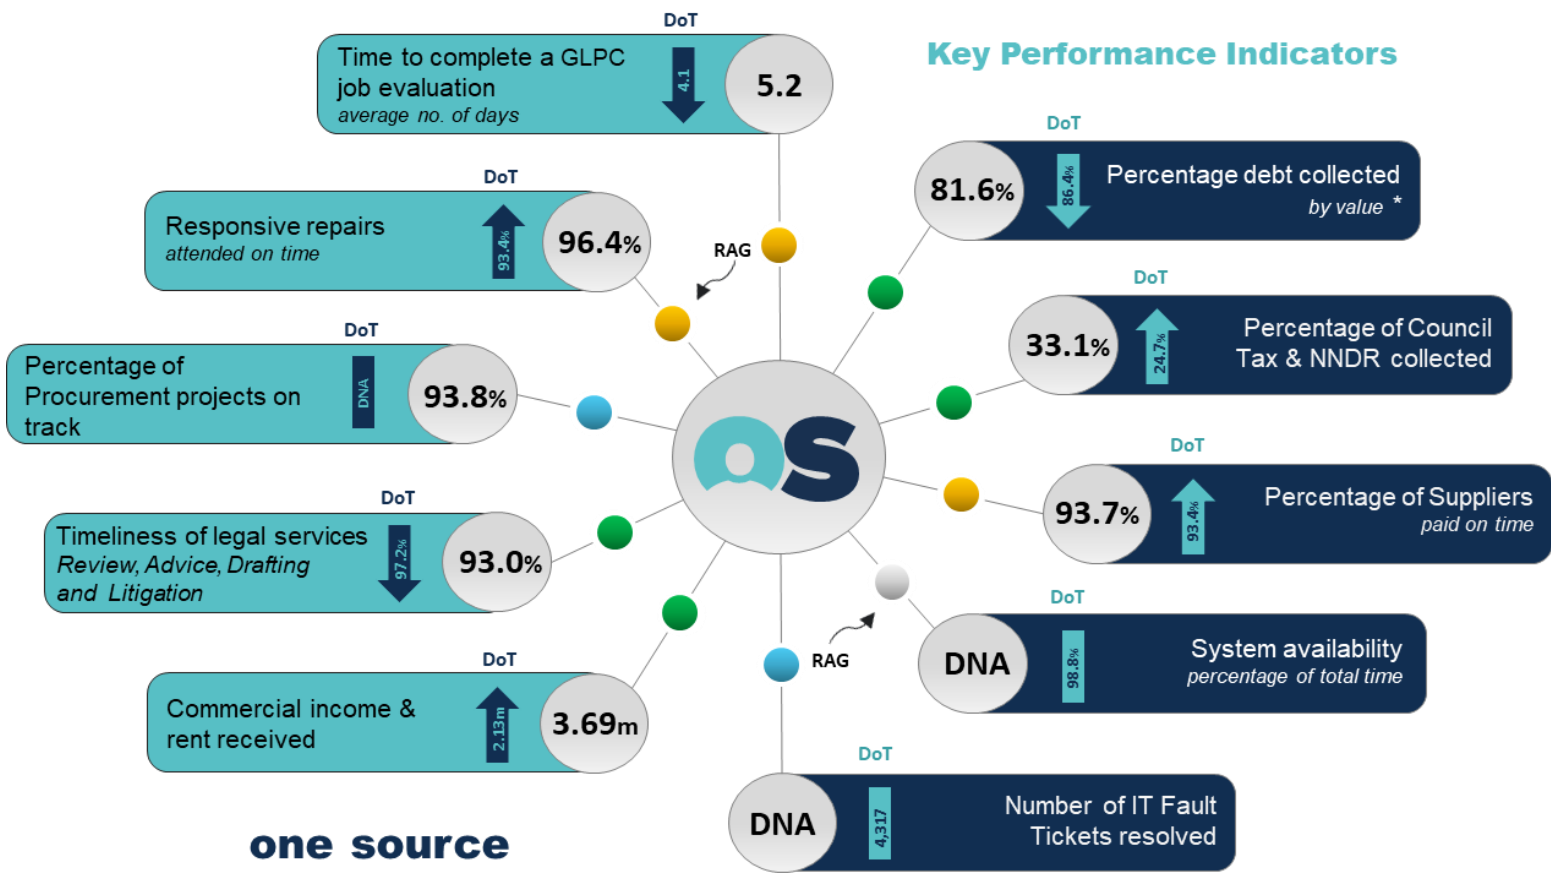 Key Performance Indicators
DoT
Time to complete a GLPC
job evaluation
average no. of days
4.1
5.2
DoT
Responsive repairs
attended on time
93.4%
96.4%
RAG
DoT
Percentage of
Procurement projects on
track
DNA
93.8%
DoT
Timeliness of legal services
Review, Advice, Drafting
and Litigation
97.2%
93.0%
DoT
Commercial income &
rent received
2.13m
3.69m
DoT
81.6%
86.4%
Percentage debt collected
by value *
DoT
33.1%
24.7%
Percentage of Council
Tax & NNDR collected
DoT
93.7%
93.4%
Percentage of Suppliers
paid on time
DoT
DNA
98.8%
System availability
percentage of total time
RAG
DoT
DNA
4,317
Number of IT Fault
Tickets resolved
OS
one source